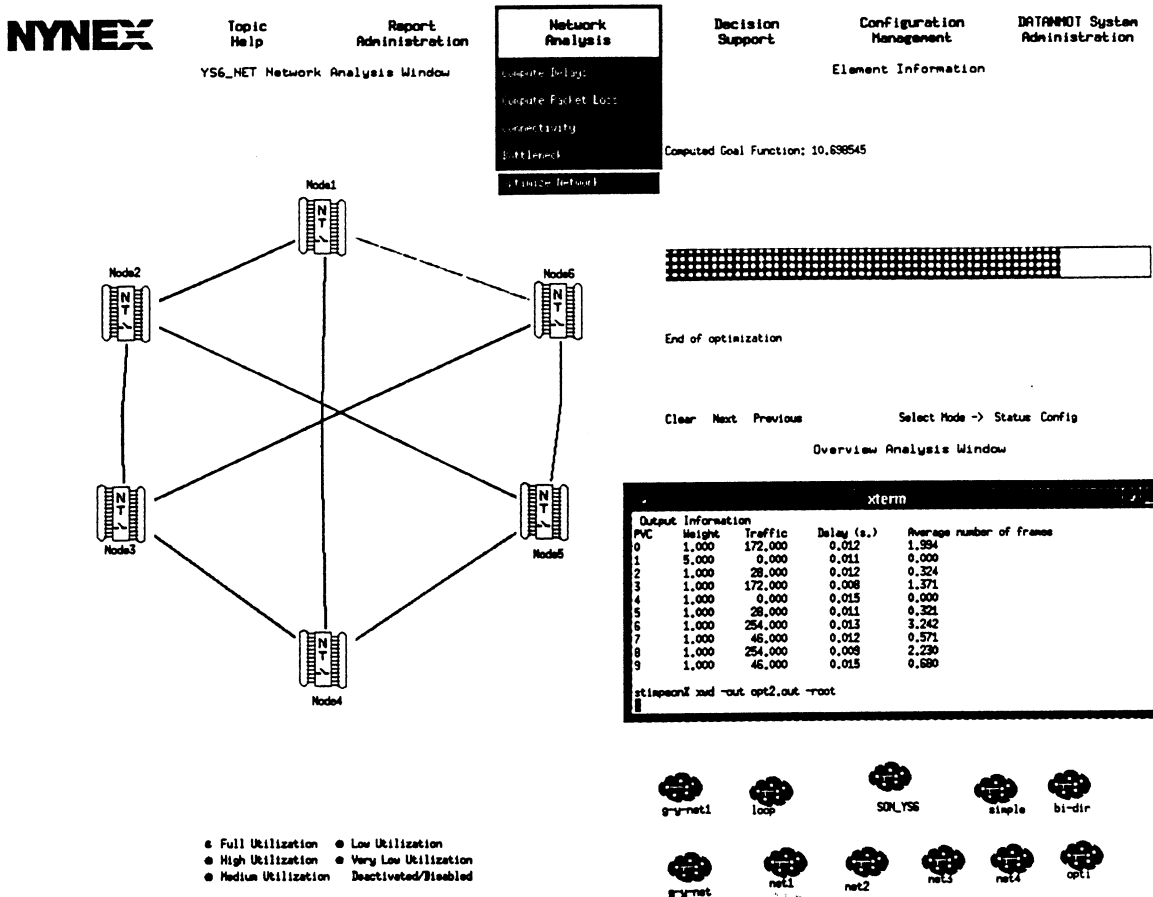 NYNEX
Topic Help
Report Administration
Network Analysis
Decision Support
Configuration Management
DATANMOT System Administration
YS6_NET Network Analysis Window
Element Information
Compute Delays
Compute Packet Loss
Connectivity
Bottleneck
Optimize Network
Computed Goal Function: 10.698545
Node1
NT
Node2
NT
Node6
NT
End of optimization
Clear Next Previous
Select Mode -> Status Config
Overview Analysis Window
NT
Node3
NT
Node5
NT
Node4
xterm
Output Information
PVC Weight Traffic Delay (s.) Average number of frames
0 1.000 172.000 0.012 1.994
1 5.000 0.000 0.011 0.000
2 1.000 28.000 0.012 0.324
3 1.000 172.000 0.008 1.371
4 1.000 0.000 0.015 0.000
5 1.000 28.000 0.011 0.321
6 1.000 254.000 0.013 3.242
7 1.000 46.000 0.012 0.571
8 1.000 254.000 0.009 2.230
9 1.000 46.000 0.015 0.680
stimpson% xwd -out opt2.out -root
g-y-net1
loop
SON_YS6
simple
bi-dir
Full Utilization
Low Utilization
High Utilization
Very Low Utilization
Medium Utilization
Deactivated/Disabled
g-y-net
net1
net2
net3
net4
opti